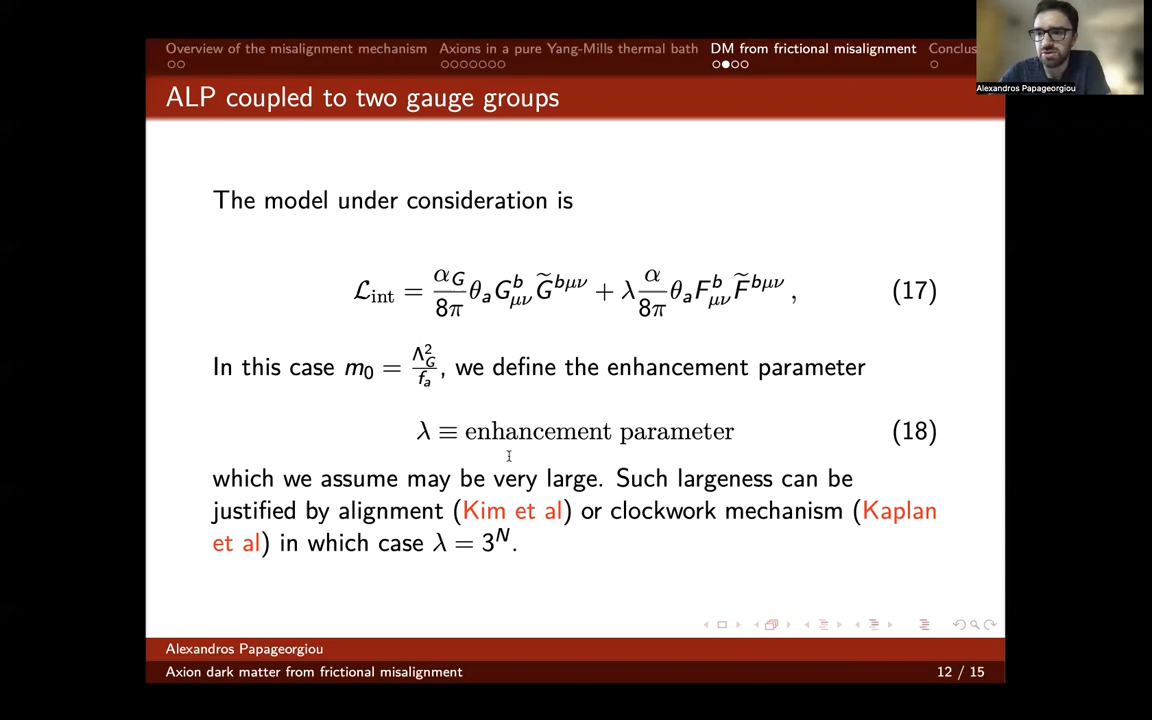 Overview of the misalignment mechanism Axions in a pure Yang-Mills thermal bath DM from frictional misalignment Conclus
Alexandros Papageorgiou
ALP coupled to two gauge groups
The model under consideration is
ℒ_int = α_G/8π θ_a G^b_μν G̃^bμν + λ α/8π θ_a F^b_μν F̃^bμν , (17)
In this case m_0 = Λ_G^2/f_a, we define the enhancement parameter
λ ≡ enhancement parameter (18)
which we assume may be very large. Such largeness can be
justified by alignment (Kim et al) or clockwork mechanism (Kaplan
et al) in which case λ = 3^N.
Alexandros Papageorgiou
Axion dark matter from frictional misalignment 12 / 15